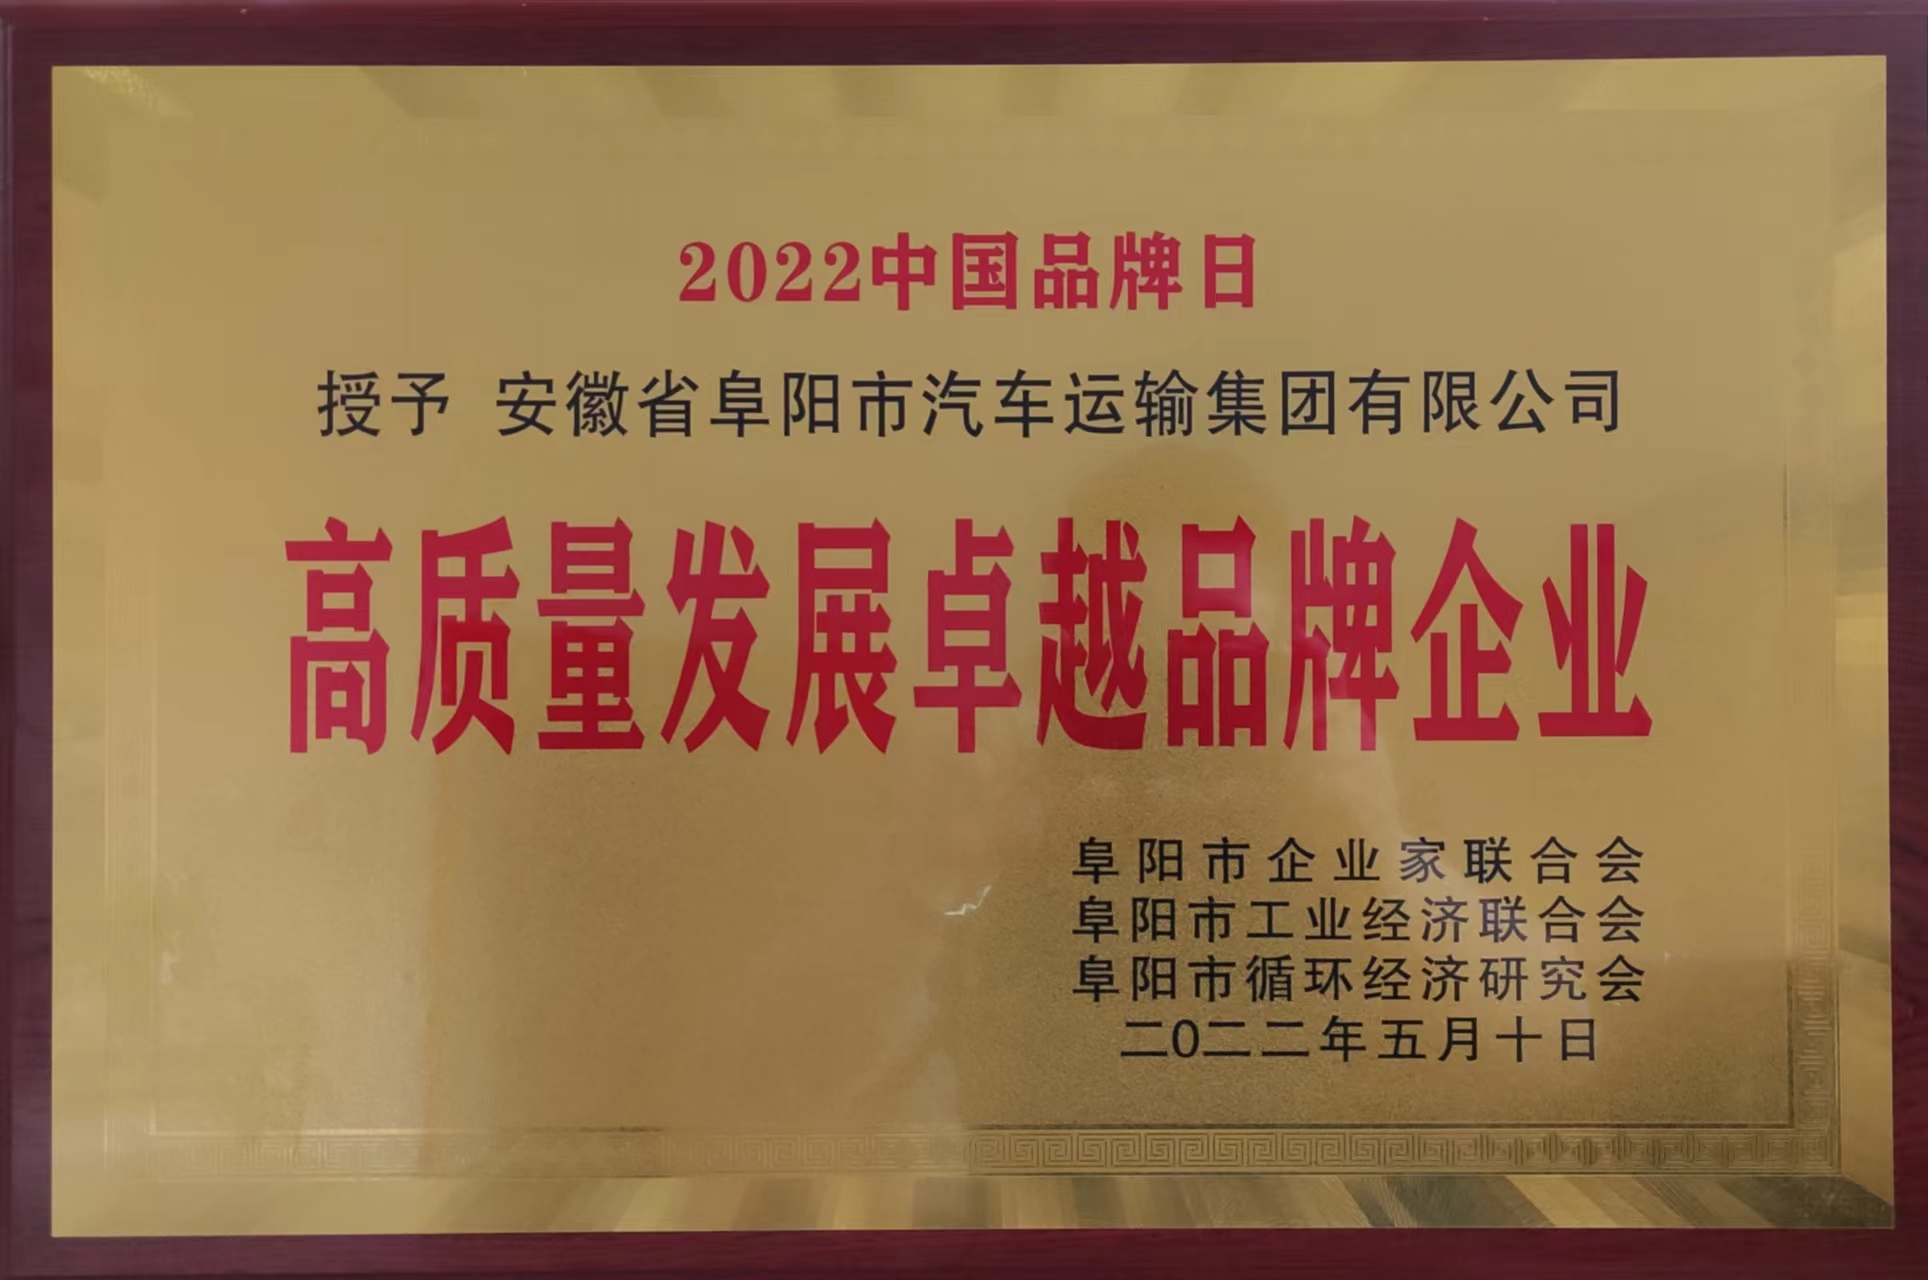 2022中国品牌日
授予 安徽省阜阳市汽车运输集团有限公司
高质量发展卓越品牌企业
阜阳市企业家联合会
阜阳市工业经济联合会
阜阳市循环经济研究会
二0二二年五月十日